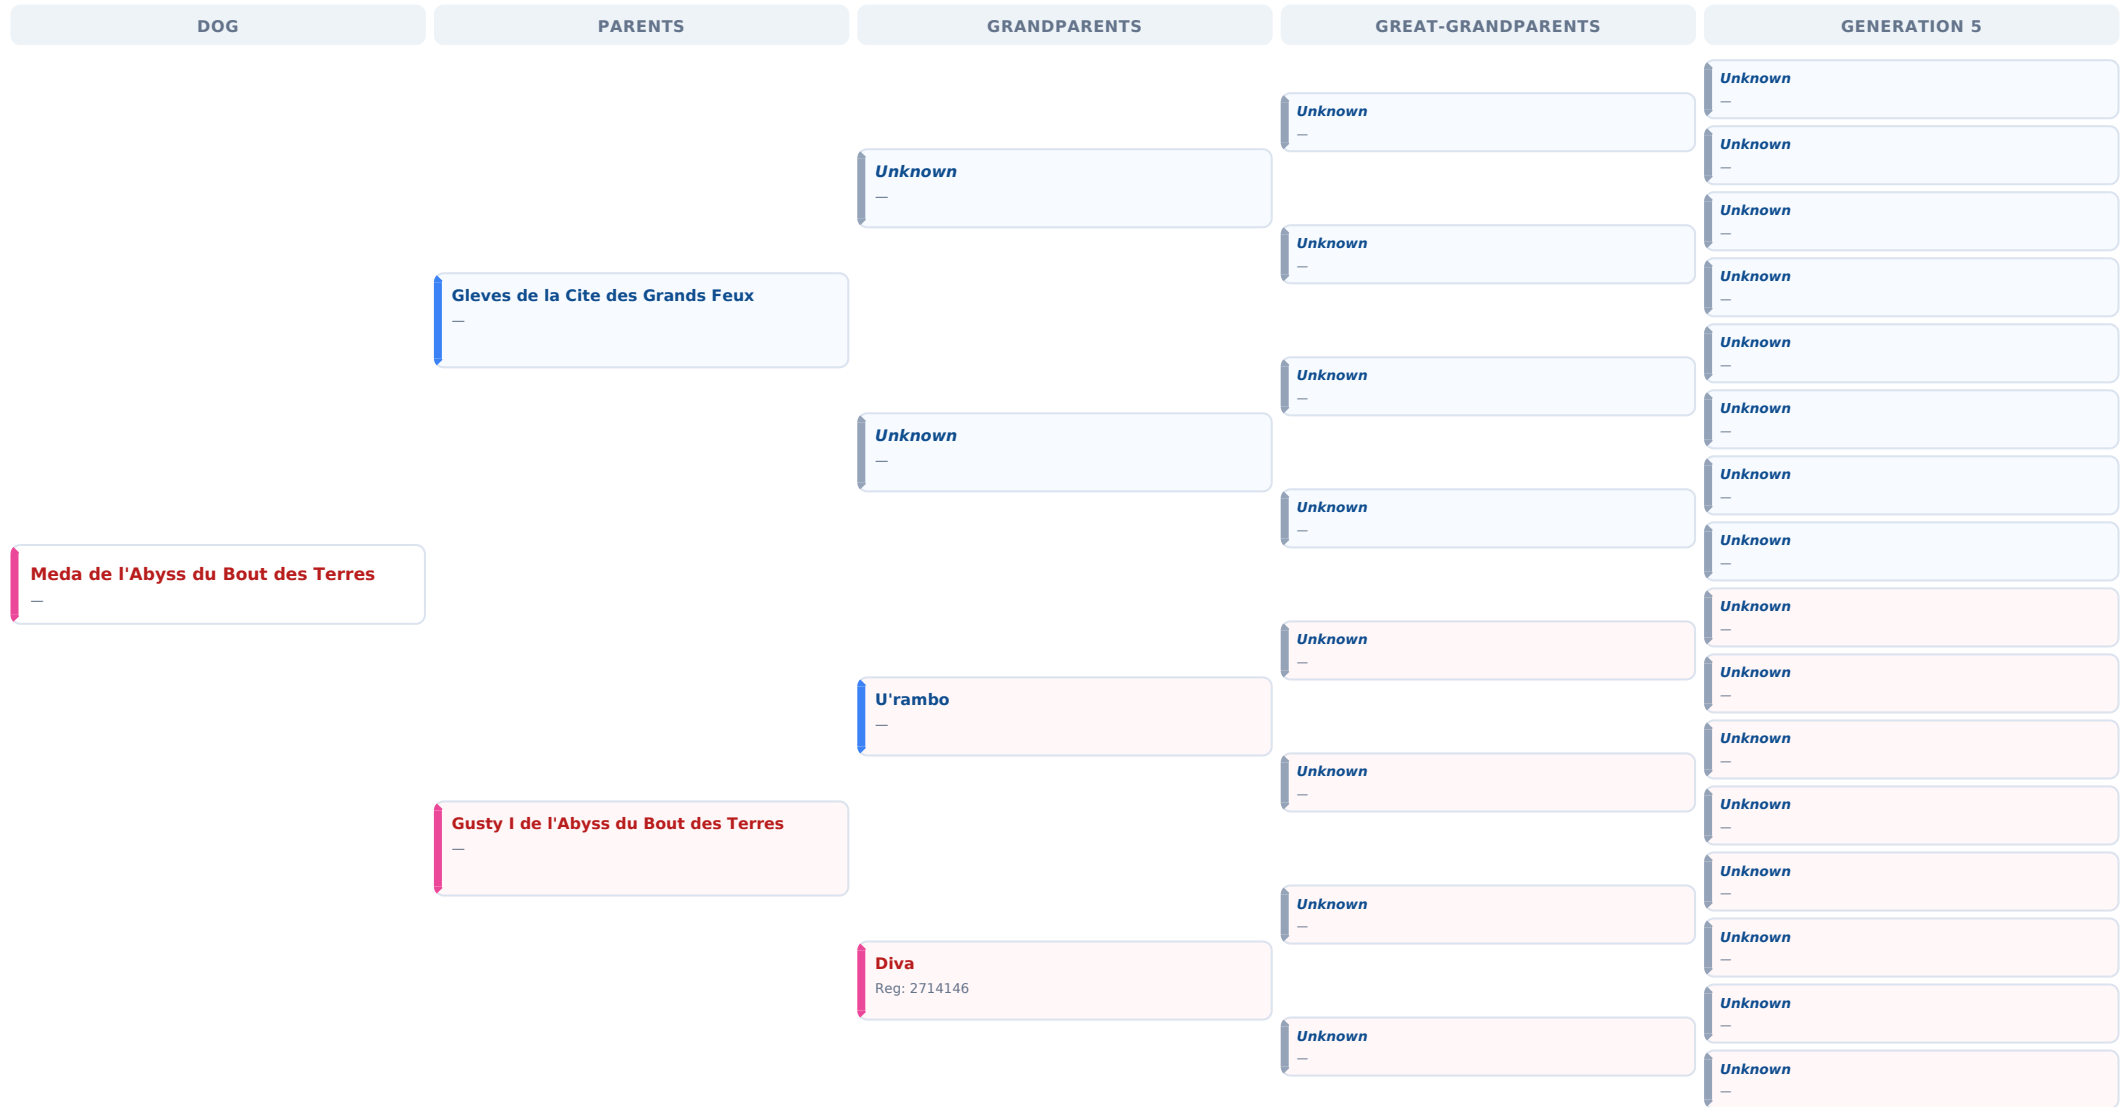 DOG
PARENTS
GRANDPARENTS
GREAT-GRANDPARENTS
GENERATION 5
Meda de l'Abyss du Bout des Terres
—
Gleves de la Cite des Grands Feux
—
Gusty I de l'Abyss du Bout des Terres
—
Unknown
—
Unknown
—
U'rambo
—
Diva
Reg: 2714146
Unknown
—
Unknown
—
Unknown
—
Unknown
—
Unknown
—
Unknown
—
Unknown
—
Unknown
—
Unknown
—
Unknown
—
Unknown
—
Unknown
—
Unknown
—
Unknown
—
Unknown
—
Unknown
—
Unknown
—
Unknown
—
Unknown
—
Unknown
—
Unknown
—
Unknown
—
Unknown
—
Unknown
—